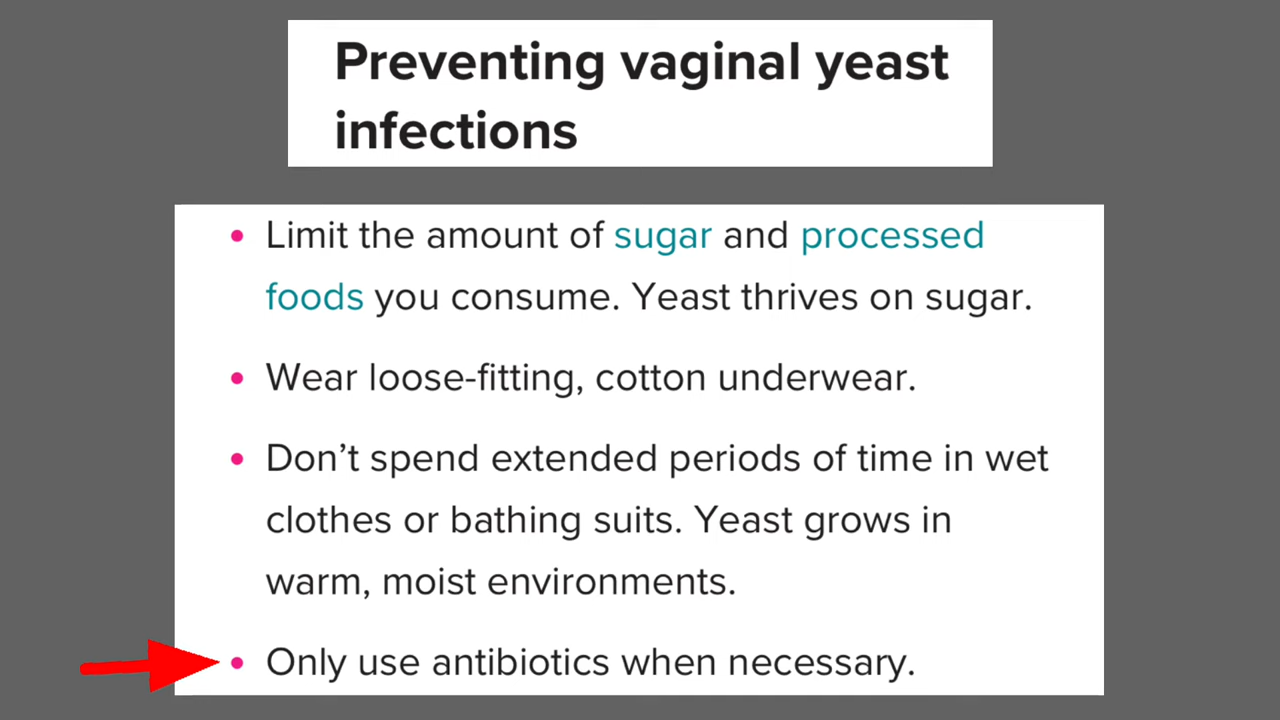 Preventing vaginal yeast
infections
• Limit the amount of sugar and processed
foods you consume. Yeast thrives on sugar.
• Wear loose-fitting, cotton underwear.
• Don’t spend extended periods of time in wet
clothes or bathing suits. Yeast grows in
warm, moist environments.
• Only use antibiotics when necessary.